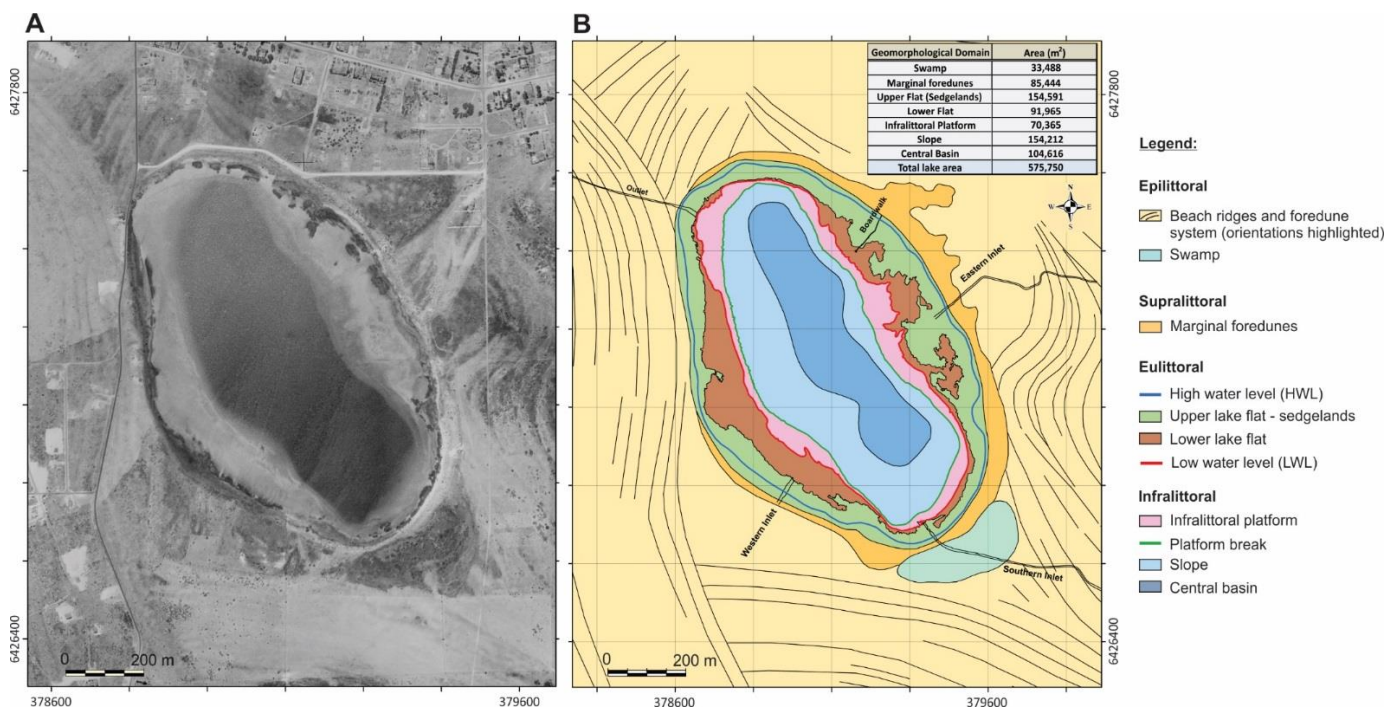 A
6427800
6426400
0 200 m
378600 379600
B
Geomorphological Domain Area (m²)
Swamp 33,488
Marginal foredunes 85,444
Upper Flat (Sedgelands) 154,591
Lower Flat 91,965
Infralittoral Platform 70,365
Slope 154,212
Central Basin 104,616
Total lake area 575,750
N
W E
S
Outlet
Boardwalk
Eastern Inlet
Western Inlet
Southern Inlet
6427800
6426400
0 200 m
378600 379600
Legend:
Epilittoral
Beach ridges and foredune
system (orientations highlighted)
Swamp
Supralittoral
Marginal foredunes
Eulittoral
High water level (HWL)
Upper lake flat - sedgelands
Lower lake flat
Low water level (LWL)
Infralittoral
Infralittoral platform
Platform break
Slope
Central basin